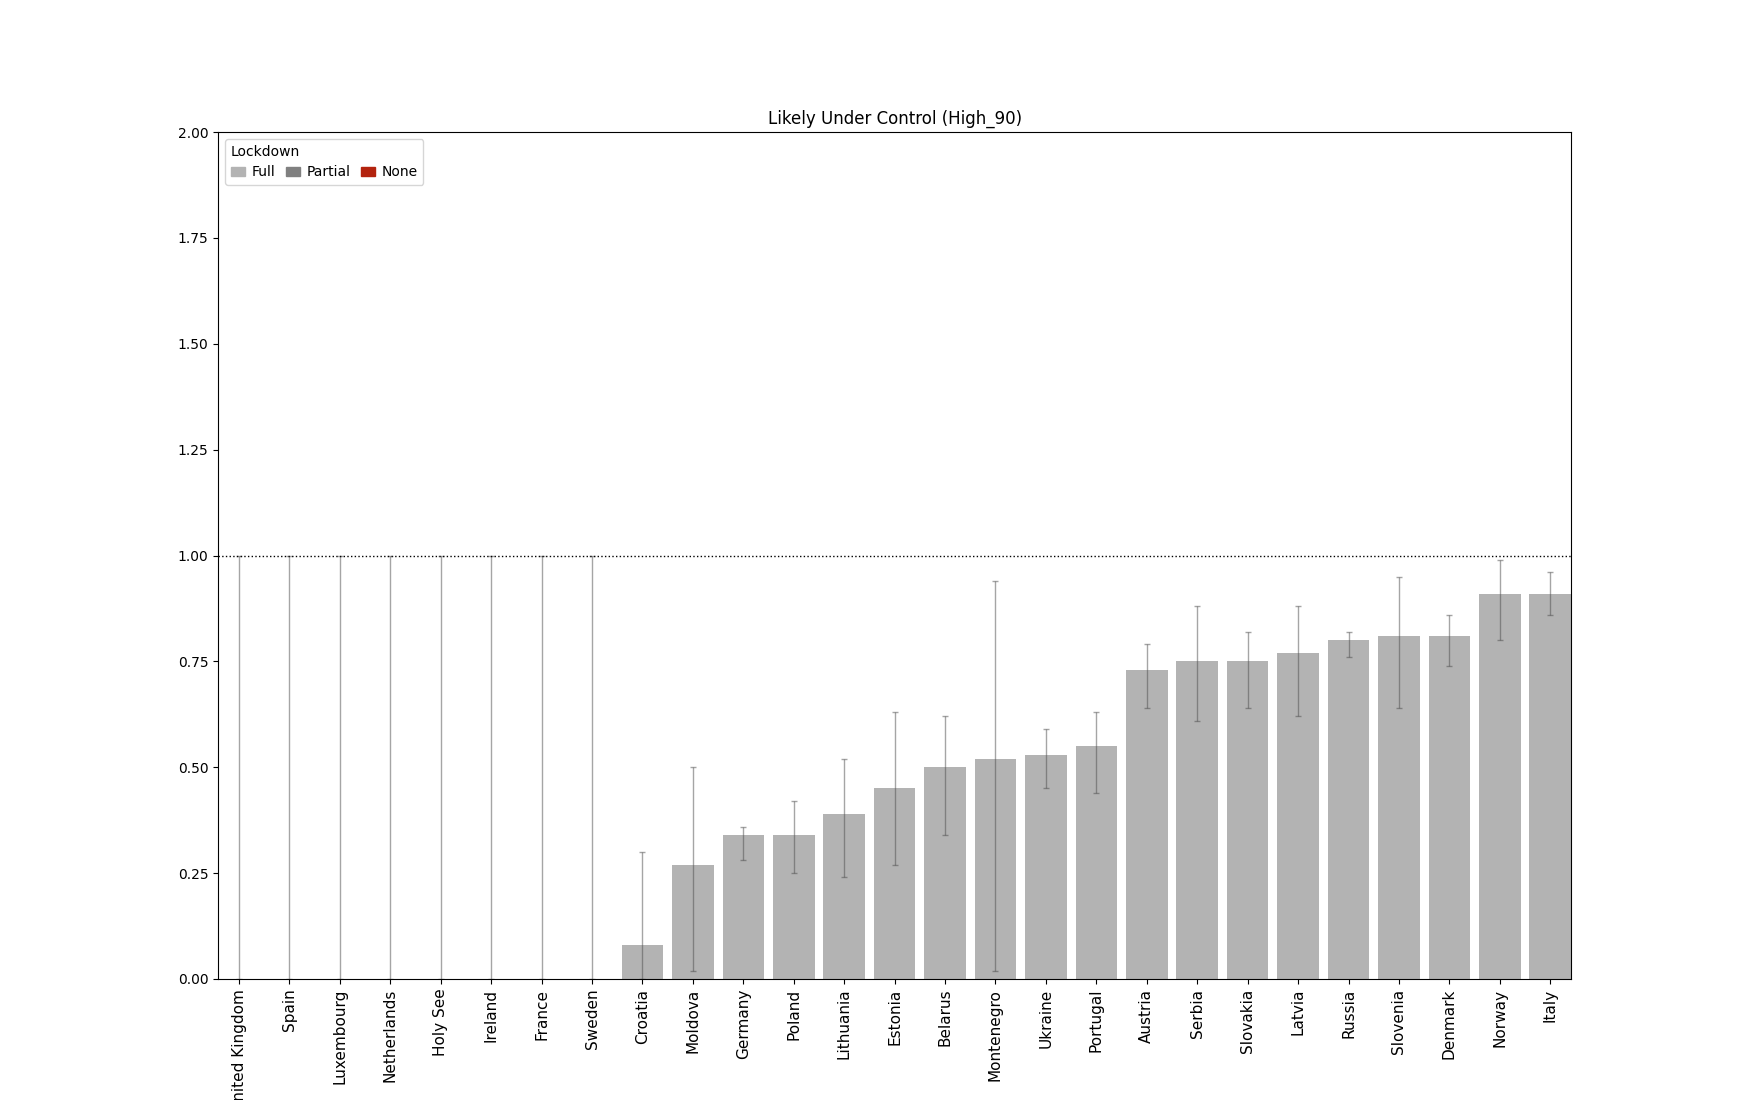 Likely Under Control (High_90)
Lockdown
Full Partial None
2.00
1.75
1.50
1.25
1.00
0.75
0.50
0.25
0.00
nited Kingdom
Spain
Luxembourg
Netherlands
Holy See
Ireland
France
Sweden
Croatia
Moldova
Germany
Poland
Lithuania
Estonia
Belarus
Montenegro
Ukraine
Portugal
Austria
Serbia
Slovakia
Latvia
Russia
Slovenia
Denmark
Norway
Italy